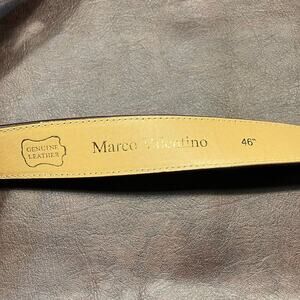 GENUINE
LEATHER
Marco Valentino 46"